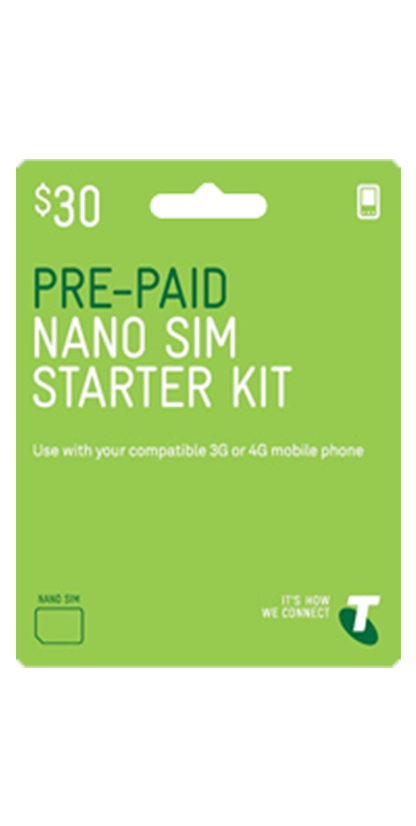 $30
PRE-PAID
NANO SIM
STARTER KIT
Use with your compatible 3G or 4G mobile phone
NANO SIM
IT'S HOW
WE CONNECT
T